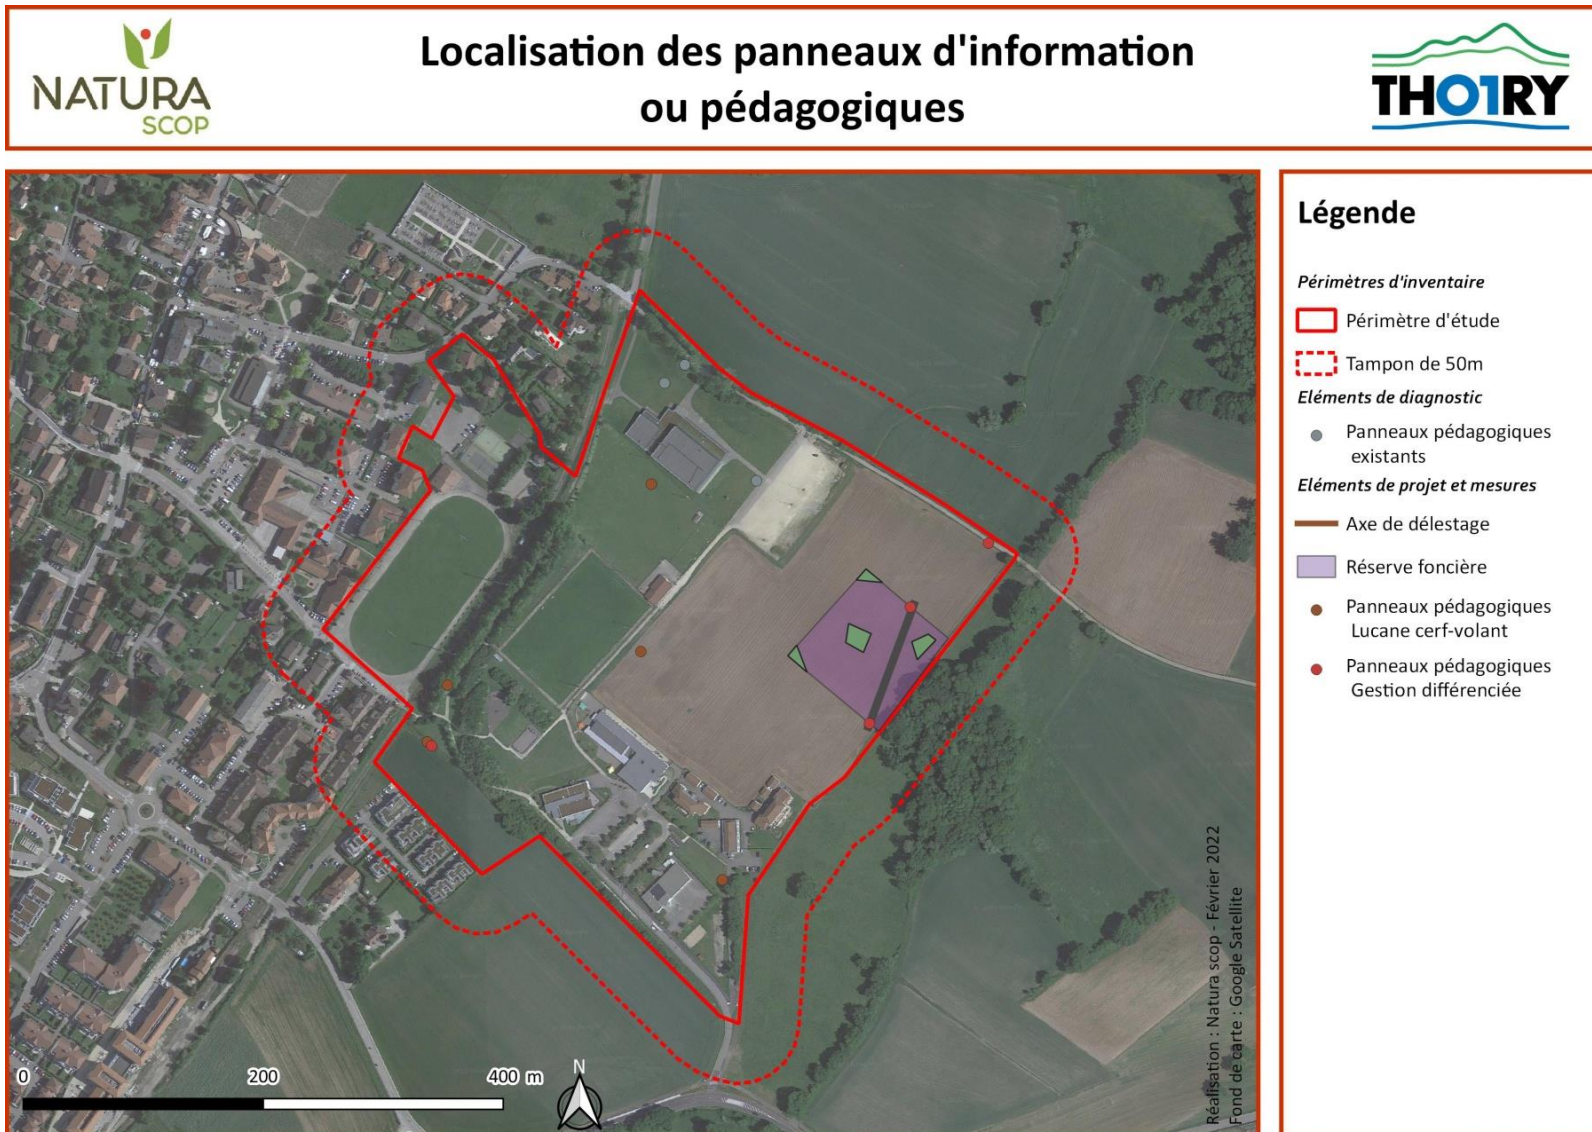 NATURA
SCOP
Localisation des panneaux d'information
ou pédagogiques
THO1RY
Légende
Périmètres d'inventaire
Périmètre d'étude
Tampon de 50m
Eléments de diagnostic
Panneaux pédagogiques
existants
Eléments de projet et mesures
Axe de délestage
Réserve foncière
Panneaux pédagogiques
Lucane cerf-volant
Panneaux pédagogiques
Gestion différenciée
0 200 400 m
N
Réalisation : Natura scop - Février 2022
Fond de carte : Google Satellite